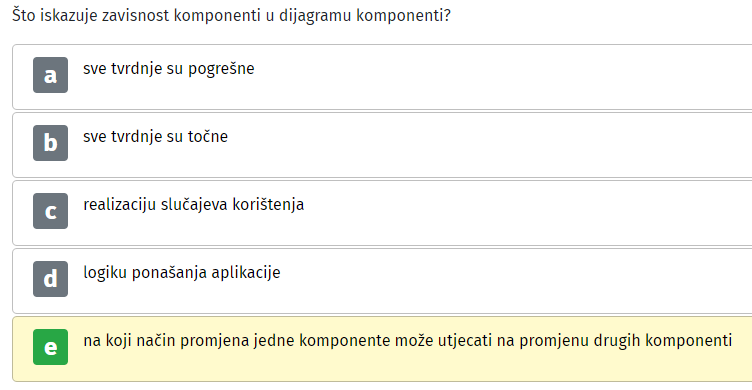 Što iskazuje zavisnost komponenti u dijagramu komponenti?
a sve tvrdnje su pogrešne
b sve tvrdnje su točne
c realizaciju slučajeva korištenja
d logiku ponašanja aplikacije
e na koji način promjena jedne komponente može utjecati na promjenu drugih komponenti